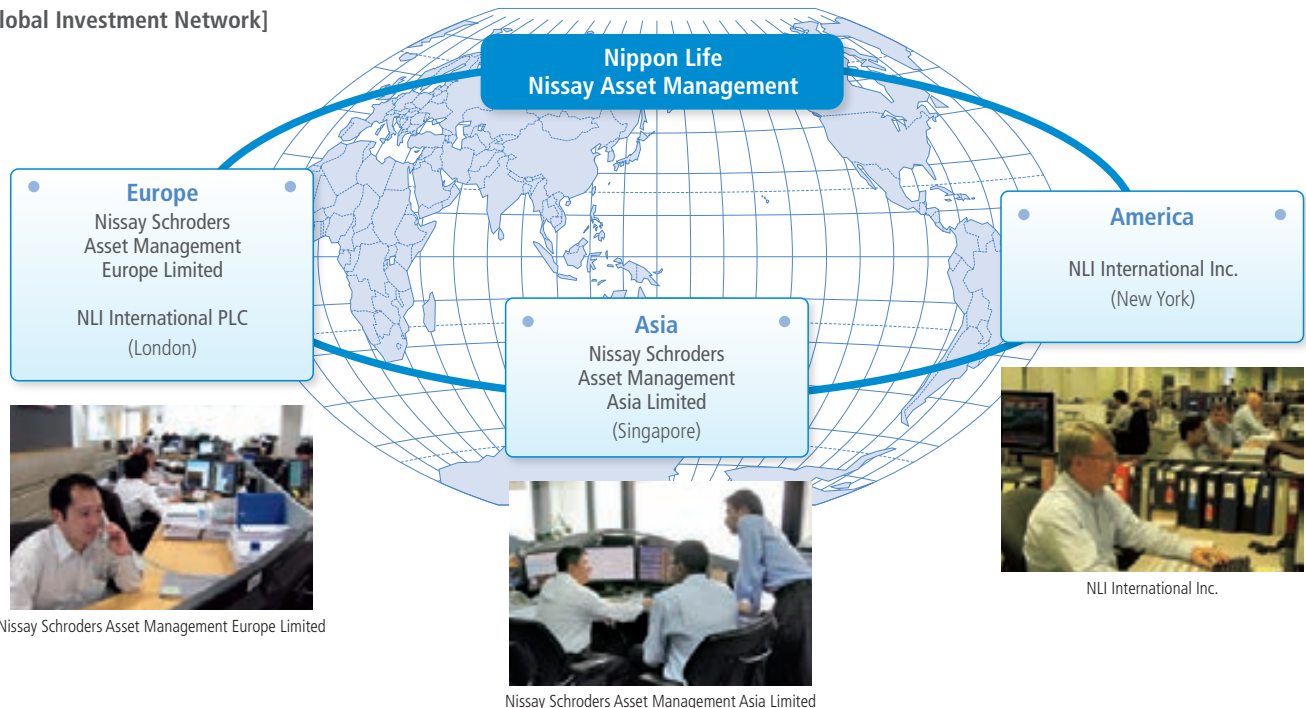 lobal Investment Network]
Nippon Life
Nissay Asset Management
Europe
Nissay Schroders
Asset Management
Europe Limited
NLI International PLC
(London)
Asia
Nissay Schroders
Asset Management
Asia Limited
(Singapore)
America
NLI International Inc.
(New York)
Nissay Schroders Asset Management Europe Limited
Nissay Schroders Asset Management Asia Limited
NLI International Inc.